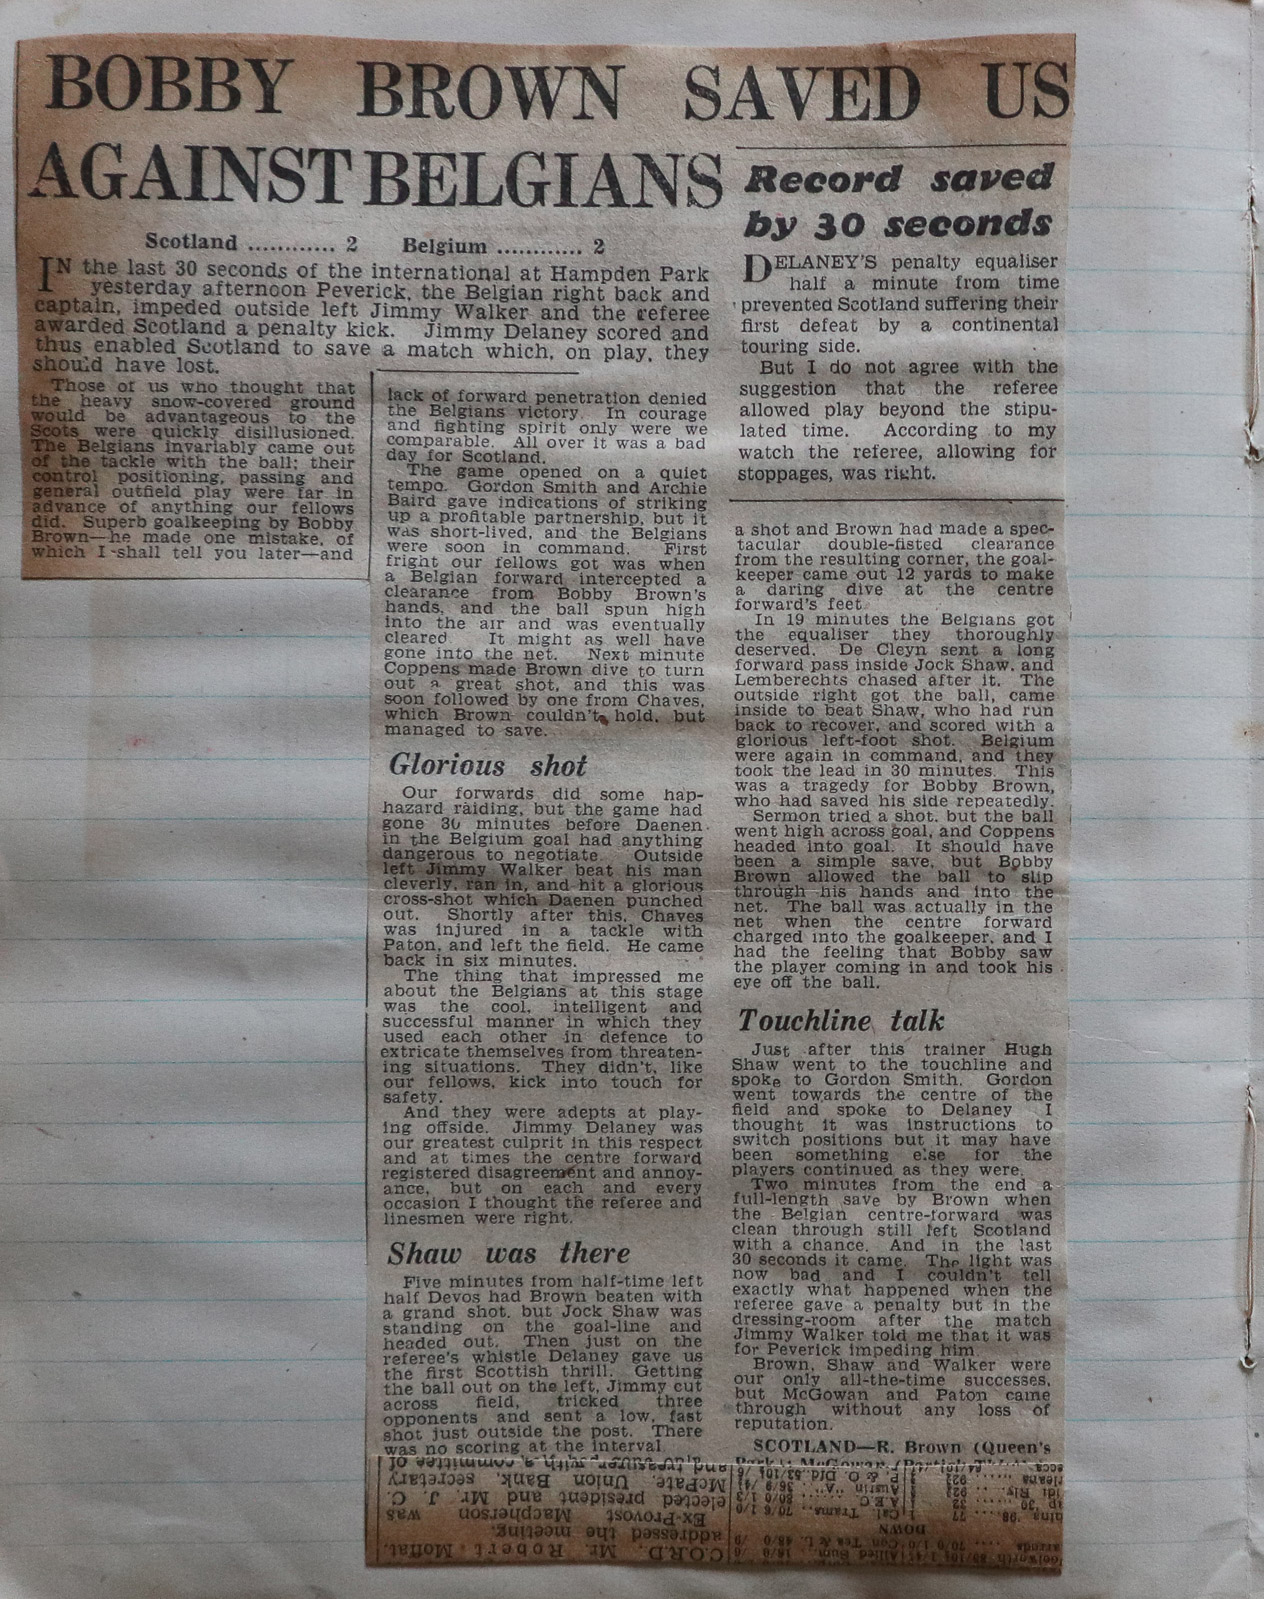 BOBBY BROWN SAVED US
AGAINST BELGIANS
Scotland ............ 2 Belgium ............ 2
IN the last 30 seconds of the international at Hampden Park
yesterday afternoon Peverick, the Belgian right back and
captain, impeded outside left Jimmy Walker and the referee
awarded Scotland a penalty kick. Jimmy Delaney scored and
thus enabled Scotland to save a match which, on play, they
should have lost.
Those of us who thought that
the heavy snow-covered ground
would be advantageous to the
Scots were quickly disillusioned.
The Belgians invariably came out
of the tackle with the ball; their
control positioning, passing and
general outfield play were far in
advance of anything our fellows
did. Superb goalkeeping by Bobby
Brown—he made one mistake, of
which I shall tell you later—and
lack of forward penetration denied
the Belgians victory. In courage
and fighting spirit only were we
comparable. All over it was a bad
day for Scotland.
The game opened on a quiet
tempo. Gordon Smith and Archie
Baird gave indications of striking
up a profitable partnership, but it
was short-lived, and the Belgians
were soon in command. First
fright our fellows got was when
a Belgian forward intercepted a
clearance from Bobby Brown's
hands, and the ball spun high
into the air and was eventually
cleared. It might as well have
gone into the net. Next minute
Coppens made Brown dive to turn
out a great shot, and this was
soon followed by one from Chaves,
which Brown couldn't hold, but
managed to save.
Glorious shot
Our forwards did some hap-
hazard raiding, but the game had
gone 30 minutes before Daenen
in the Belgium goal had anything
dangerous to negotiate. Outside
left Jimmy Walker beat his man
cleverly, ran in, and hit a glorious
cross-shot which Daenen punched
out. Shortly after this, Chaves
was injured in a tackle with
Paton, and left the field. He came
back in six minutes.
The thing that impressed me
about the Belgians at this stage
was the cool, intelligent and
successful manner in which they
used each other in defence to
extricate themselves from threaten-
ing situations. They didn't, like
our fellows, kick into touch for
safety.
And they were adepts at play-
ing offside. Jimmy Delaney was
our greatest culprit in this respect
and at times the centre forward
registered disagreement and annoy-
ance, but on each and every
occasion I thought the referee and
linesmen were right.
Shaw was there
Five minutes from half-time left
half Devos had Brown beaten with
a grand shot, but Jock Shaw was
standing on the goal-line and
headed out. Then just on the
referee's whistle Delaney gave us
the first Scottish thrill. Getting
the ball out on the left, Jimmy cut
across field, tricked three
opponents and sent a low, fast
shot just outside the post. There
was no scoring at the interval
Record saved
by 30 seconds
DELANEY'S penalty equaliser
half a minute from time
prevented Scotland suffering their
first defeat by a continental
touring side.
But I do not agree with the
suggestion that the referee
allowed play beyond the stipu-
lated time. According to my
watch the referee, allowing for
stoppages, was right.
a shot and Brown had made a spec-
tacular double-fisted clearance
from the resulting corner, the goal-
keeper came out 12 yards to make
a daring dive at the centre
forward's feet.
In 19 minutes the Belgians got
the equaliser they thoroughly
deserved. De Cleyn sent a long
forward pass inside Jock Shaw, and
Lemberechts chased after it. The
outside right got the ball, came
inside to beat Shaw, who had run
back to recover, and scored with a
glorious left-foot shot. Belgium
were again in command, and they
took the lead in 30 minutes. This
was a tragedy for Bobby Brown,
who had saved his side repeatedly.
Sermon tried a shot, but the ball
went high across goal, and Coppens
headed into goal. It should have
been a simple save, but Bobby
Brown allowed the ball to slip
through his hands and into the
net. The ball was actually in the
net when the centre forward
charged into the goalkeeper, and I
had the feeling that Bobby saw
the player coming in and took his
eye off the ball.
Touchline talk
Just after this trainer Hugh
Shaw went to the touchline and
spoke to Gordon Smith. Gordon
went towards the centre of the
field and spoke to Delaney I
thought it was instructions to
switch positions but it may have
been something else for the
players continued as they were.
Two minutes from the end a
full-length save by Brown when
the Belgian centre-forward was
clean through still left Scotland
with a chance. And in the last
30 seconds it came. The light was
now bad and I couldn't tell
exactly what happened when the
referee gave a penalty but in the
dressing-room after the match
Jimmy Walker told me that it was
for Peverick impeding him.
Brown, Shaw and Walker were
our only all-the-time successes,
but McGowan and Paton came
through without any loss of
reputation.
SCOTLAND—R. Brown (Queen's
C.O.R.D. Mr. Robert Moffat,
addressed the meeting.
Ex-Provost Macpherson was
elected president and Mr. J. C.
McPate, Union Bank, secretary
and treasurer, with a committee of
DOWN